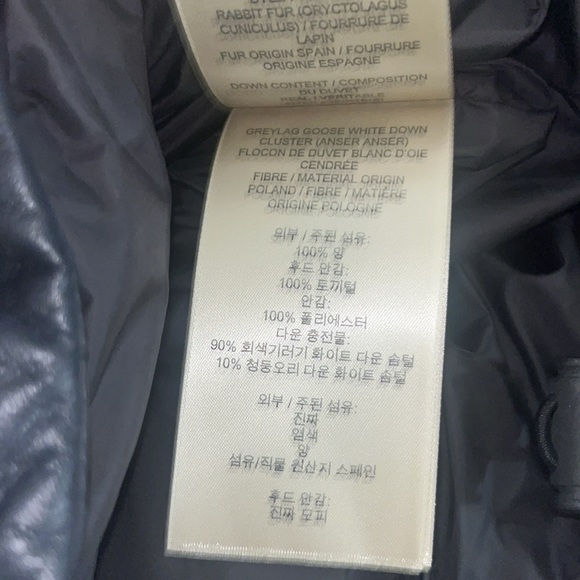 RABBIT FUR (ORYCTOLAGUS
CUNICULUS) / FOURRURE DE
LAPIN
FUR ORIGIN SPAIN / FOURRURE
ORIGINE ESPAGNE
DOWN CONTENT / COMPOSITION
DU DUVET
REAL / VERITABLE
GREYLAG GOOSE WHITE DOWN
CLUSTER (ANSER ANSER)
FLOCON DE DUVET BLANC D'OIE
CENDRÉE
FIBRE / MATERIAL ORIGIN
POLAND / FIBRE / MATIÈRE
ORIGINE POLOGNE
외부 / 주된 섬유:
100% 양
후드 안감:
100% 토끼털
안감:
100% 폴리에스터
다운 충전물:
90% 회색기러기 화이트 다운 솜털
10% 청둥오리 다운 화이트 솜털
외부 / 주된 섬유:
진짜
염색
양
섬유/직물 원산지 스페인
후드 안감:
진짜 모피